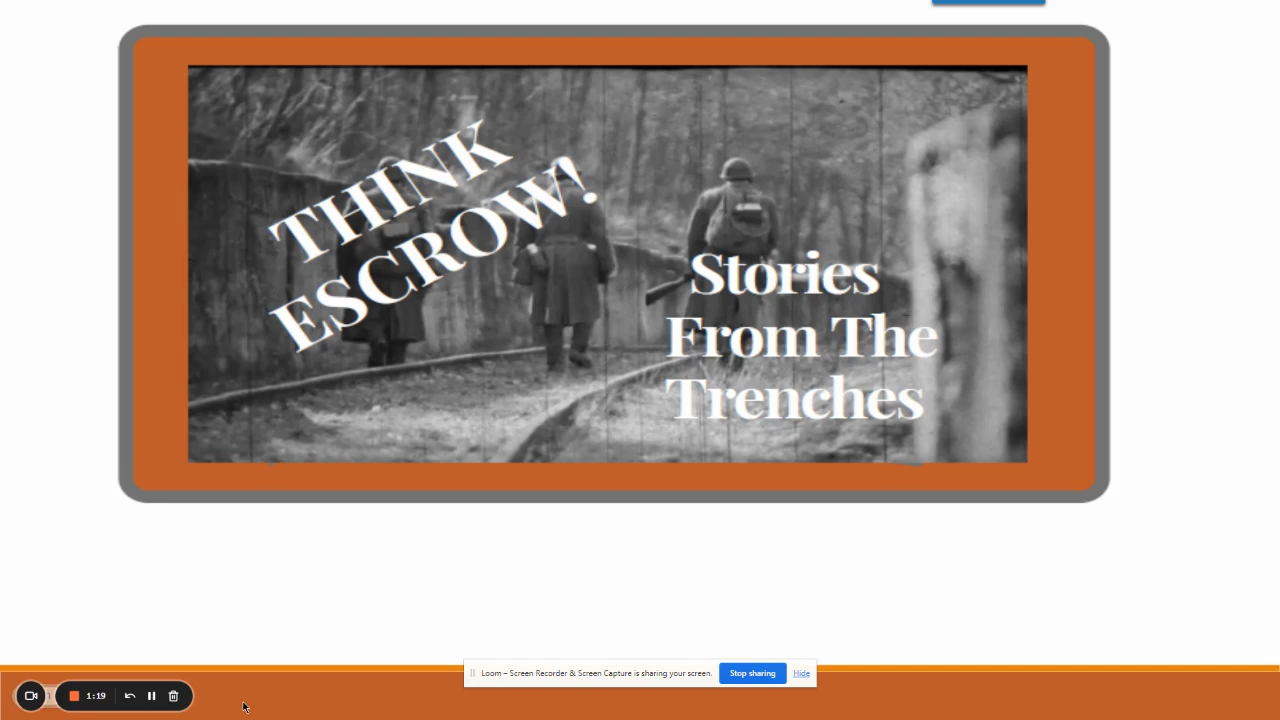 THINK
ESCROW!
Stories
From The
Trenches
Loom – Screen Recorder & Screen Capture is sharing your screen.
Stop sharing
Hide
1:19